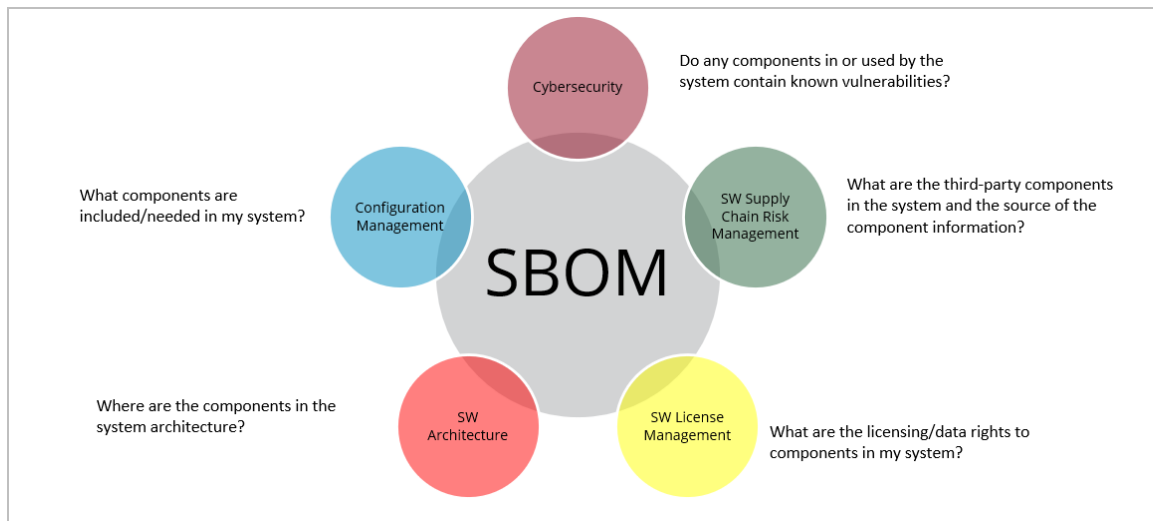 Cybersecurity
Do any components in or used by the
system contain known vulnerabilities?
What components are
included/needed in my system?
Configuration
Management
SW Supply
Chain Risk
Management
What are the third-party components
in the system and the source of the
component information?
SBOM
Where are the components in the
system architecture?
SW
Architecture
SW License
Management
What are the licensing/data rights to
components in my system?